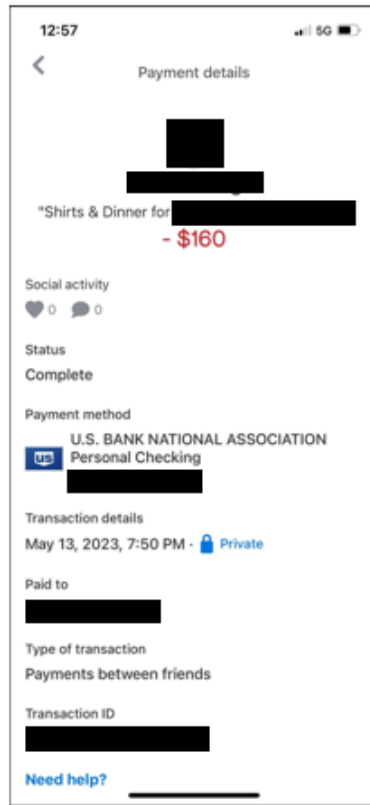 12:57
5G
Payment details
"Shirts & Dinner for
- $160
Social activity
0 0
Status
Complete
Payment method
U.S. BANK NATIONAL ASSOCIATION
us
Personal Checking
Transaction details
May 13, 2023, 7:50 PM - Private
Paid to
Type of transaction
Payments between friends
Transaction ID
Need help?